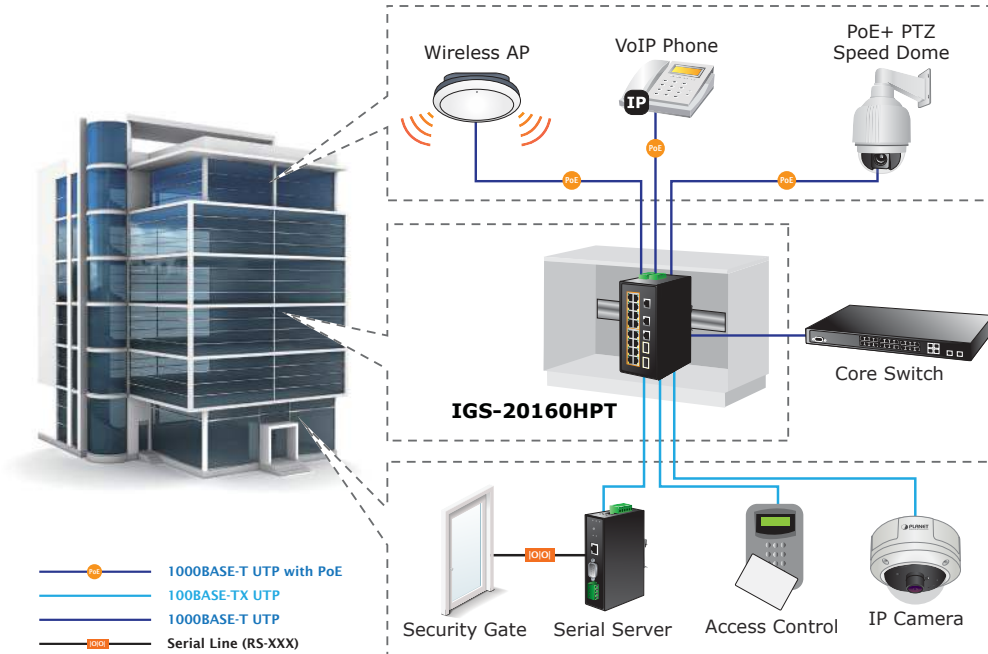 Wireless AP
VoIP Phone
PoE+ PTZ
Speed Dome
IP
PoE
PoE
PoE
IGS-20160HPT
Core Switch
PLANET
|O|O|
Security Gate
Serial Server
Access Control
IP Camera
PoE
1000BASE-T UTP with PoE
100BASE-TX UTP
1000BASE-T UTP
|O|O|
Serial Line (RS-XXX)